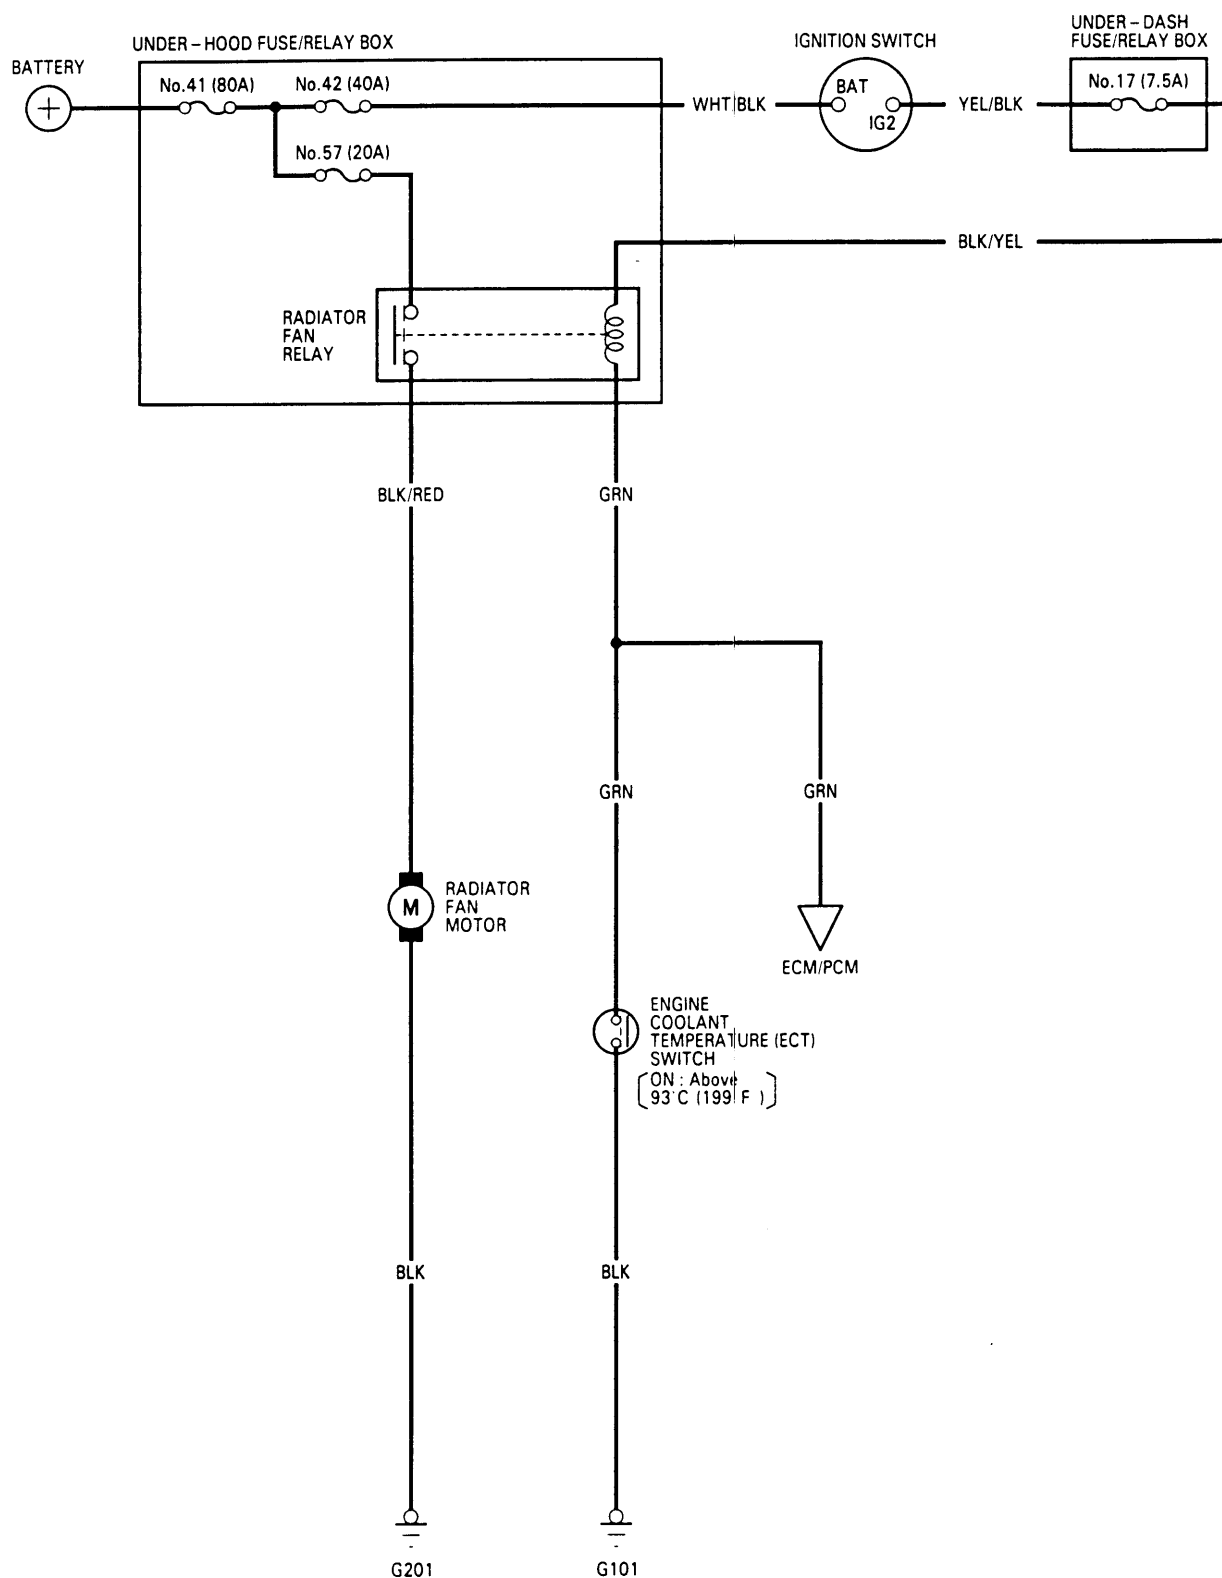 UNDER-DASH
FUSE/RELAY BOX
IGNITION SWITCH
UNDER-HOOD FUSE/RELAY BOX
BATTERY
No.41 (80A)
No.42 (40A)
BAT
No.17 (7.5A)
WHT/BLK
YEL/BLK
IG2
No.57 (20A)
BLK/YEL
RADIATOR
FAN
RELAY
BLK/RED
GRN
GRN
GRN
RADIATOR
FAN
MOTOR
M
ECM/PCM
ENGINE
COOLANT
TEMPERATURE (ECT)
SWITCH
ON : Above
93°C (199°F)
BLK
BLK
G201
G101